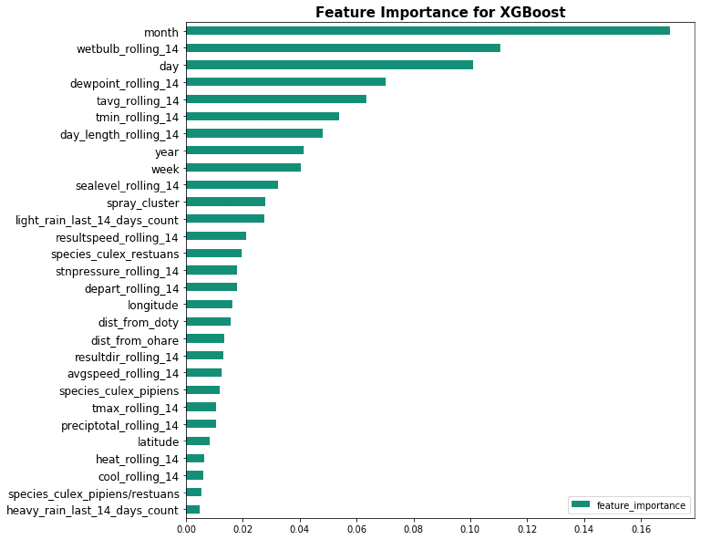 Feature Importance for XGBoost
month
wetbulb_rolling_14
day
dewpoint_rolling_14
tavg_rolling_14
tmin_rolling_14
day_length_rolling_14
year
week
sealevel_rolling_14
spray_cluster
light_rain_last_14_days_count
resultspeed_rolling_14
species_culex_restuans
stnpressure_rolling_14
depart_rolling_14
longitude
dist_from_doty
dist_from_ohare
resultdir_rolling_14
avgspeed_rolling_14
species_culex_pipiens
tmax_rolling_14
preciptotal_rolling_14
latitude
heat_rolling_14
cool_rolling_14
species_culex_pipiens/restuans
heavy_rain_last_14_days_count
feature_importance
0.00 0.02 0.04 0.06 0.08 0.10 0.12 0.14 0.16